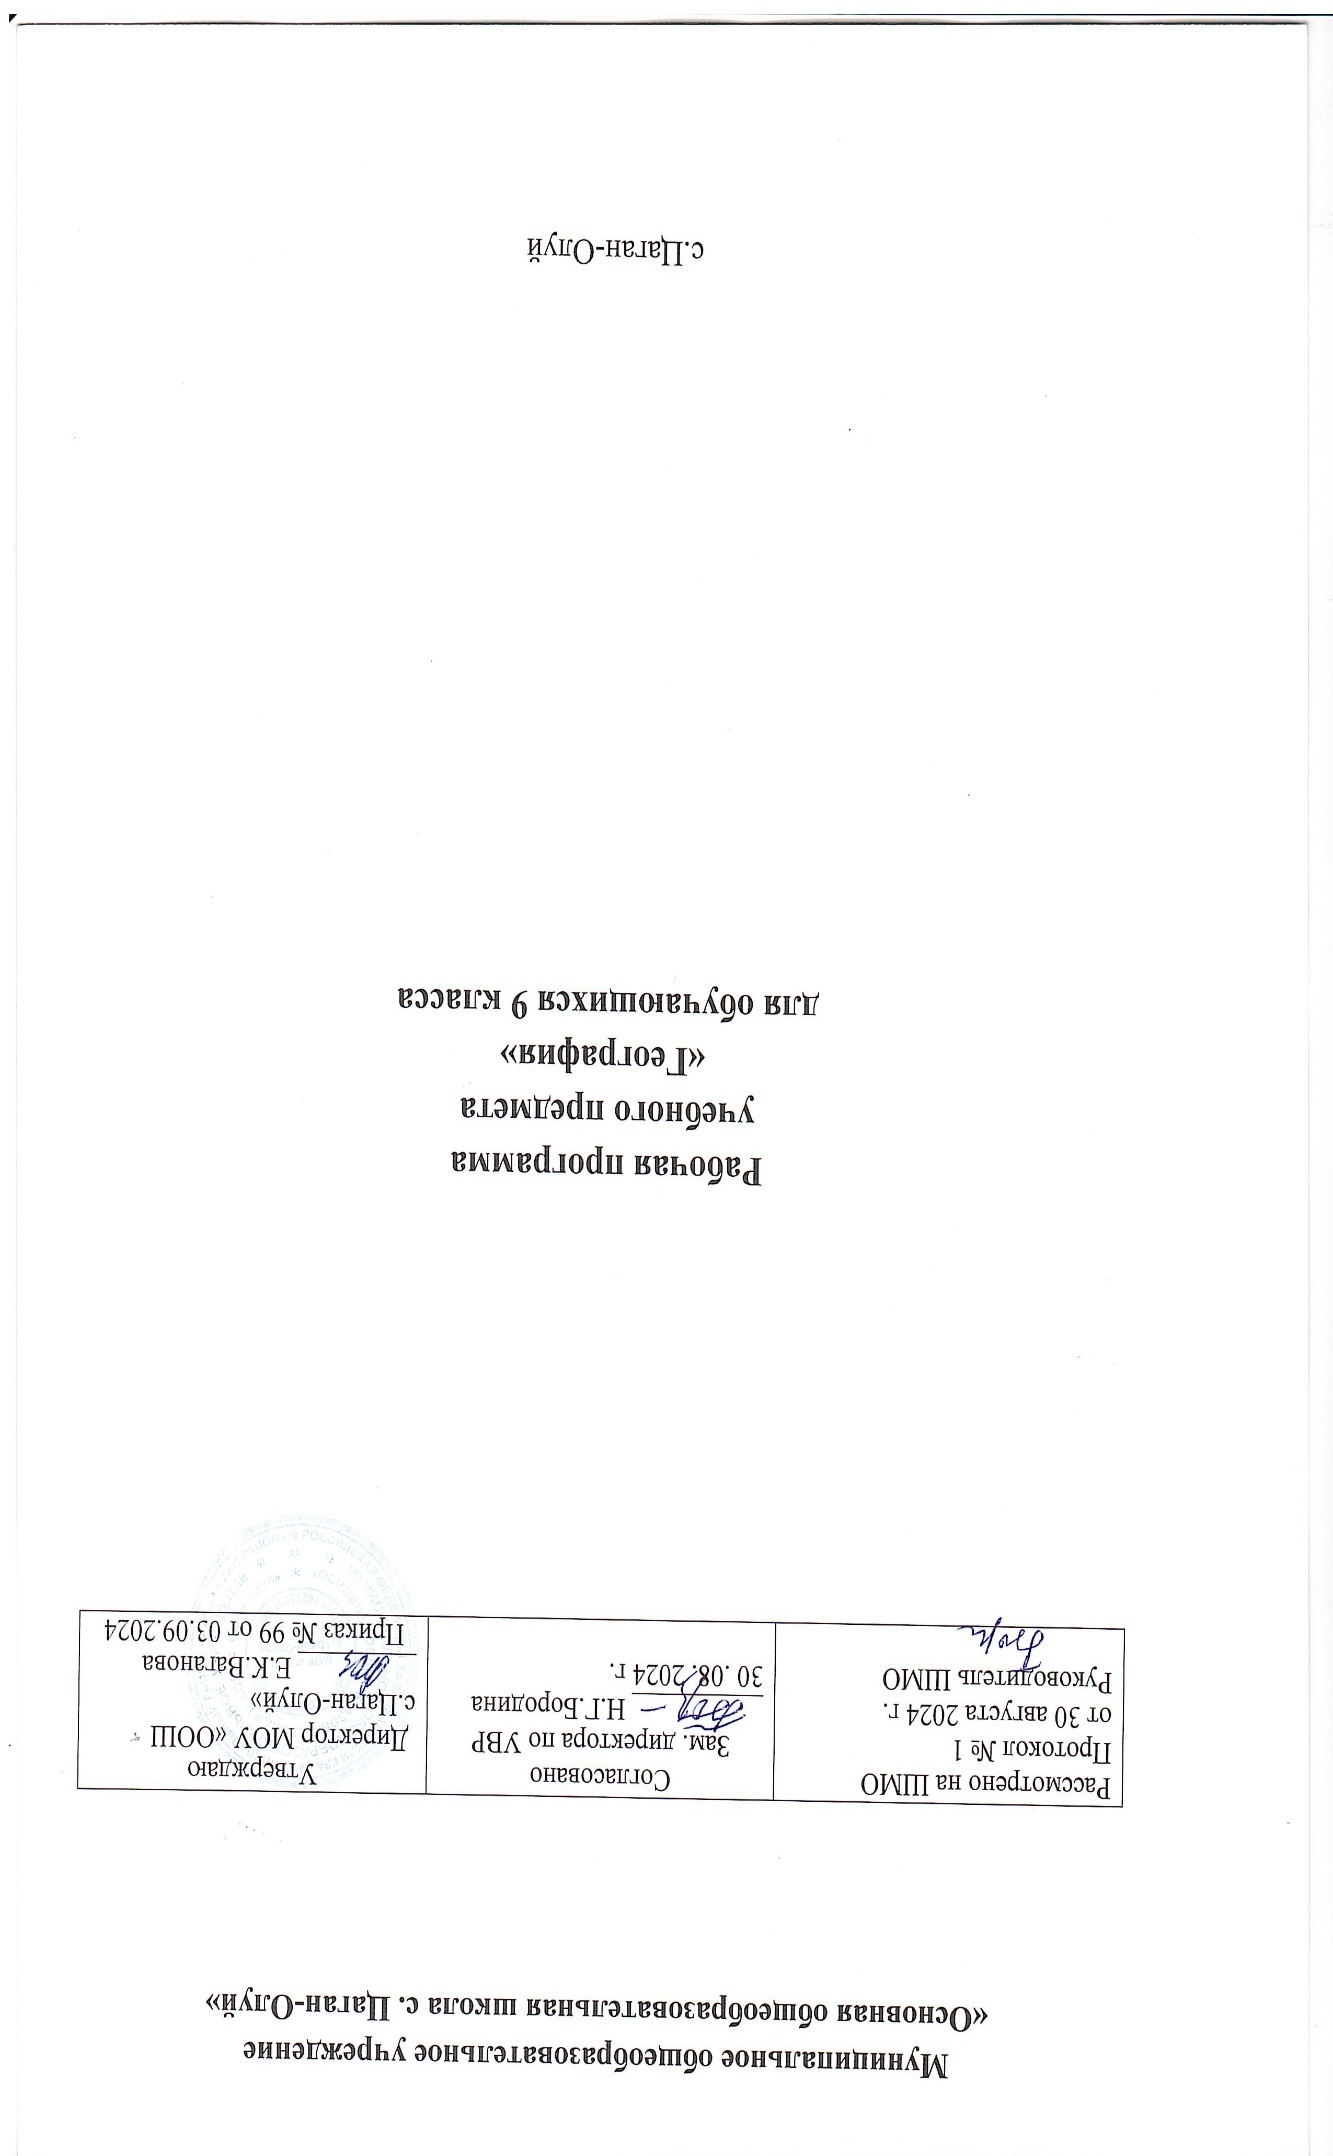 Муниципальное общеобразовательное учреждение
«Основная общеобразовательная школа с. Цаган-Олуй»
Рассмотрено на ШМО
Протокол № 1
от 30 августа 2024 г.
Руководитель ШМО
Согласовано
Зам. директора по УВР
Н.Г.Бородина
30 .08.2024 г.
Утверждаю
Директор МОУ «ООШ
с.Цаган-Олуй»
Е.К.Ваганова
Приказ № 99 от 03.09.2024
Рабочая программа
учебного предмета
«География»
для обучающихся 9 класса
с.Цаган-Олуй